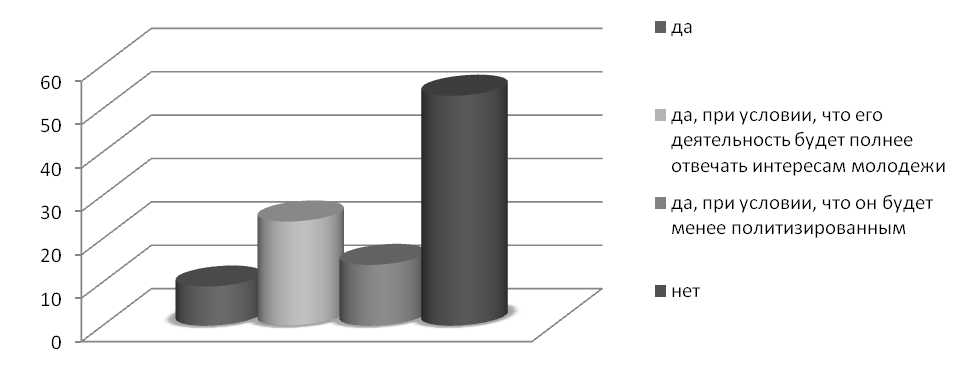 60
50
40
30
20
10
0
да
да, при условии, что его
деятельность будет полнее
отвечать интересам молодежи
да, при условии, что он будет
менее политизированным
нет